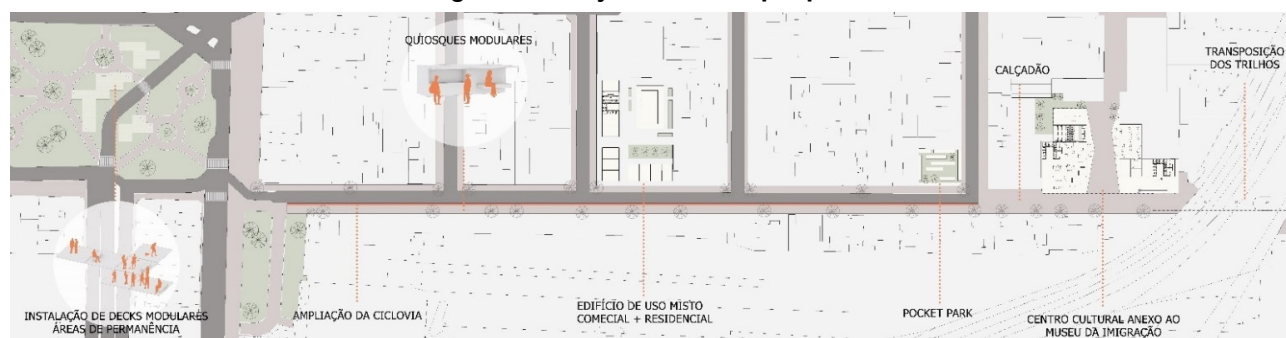 QUIOSQUES MODULARES
CALÇADÃO
TRANSPOSIÇÃO
DOS TRILHOS
INSTALAÇÃO DE DECKS MODULARES
ÁREAS DE PERMANÊNCIA
AMPLIAÇÃO DA CICLOVIA
EDIFÍCIO DE USO MISTO
COMECIAL + RESIDENCIAL
POCKET PARK
CENTRO CULTURAL ANEXO AO
MUSEU DA IMIGRAÇÃO